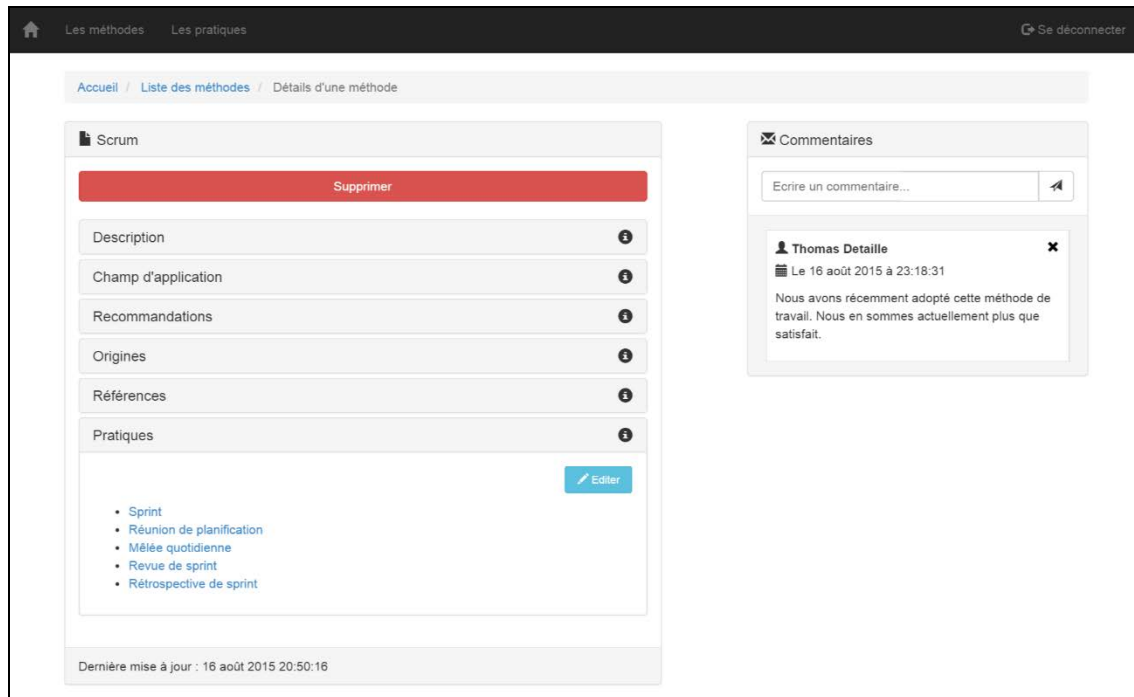 Les méthodes Les pratiques Se déconnecter
Accueil / Liste des méthodes / Détails d'une méthode
Scrum
Supprimer
Description
Champ d'application
Recommandations
Origines
Références
Pratiques
Editer
Sprint
Réunion de planification
Mêlée quotidienne
Revue de sprint
Rétrospective de sprint
Dernière mise à jour : 16 août 2015 20:50:16
Commentaires
Ecrire un commentaire...
Thomas Detaille
Le 16 août 2015 à 23:18:31
Nous avons récemment adopté cette méthode de
travail. Nous en sommes actuellement plus que
satisfait.